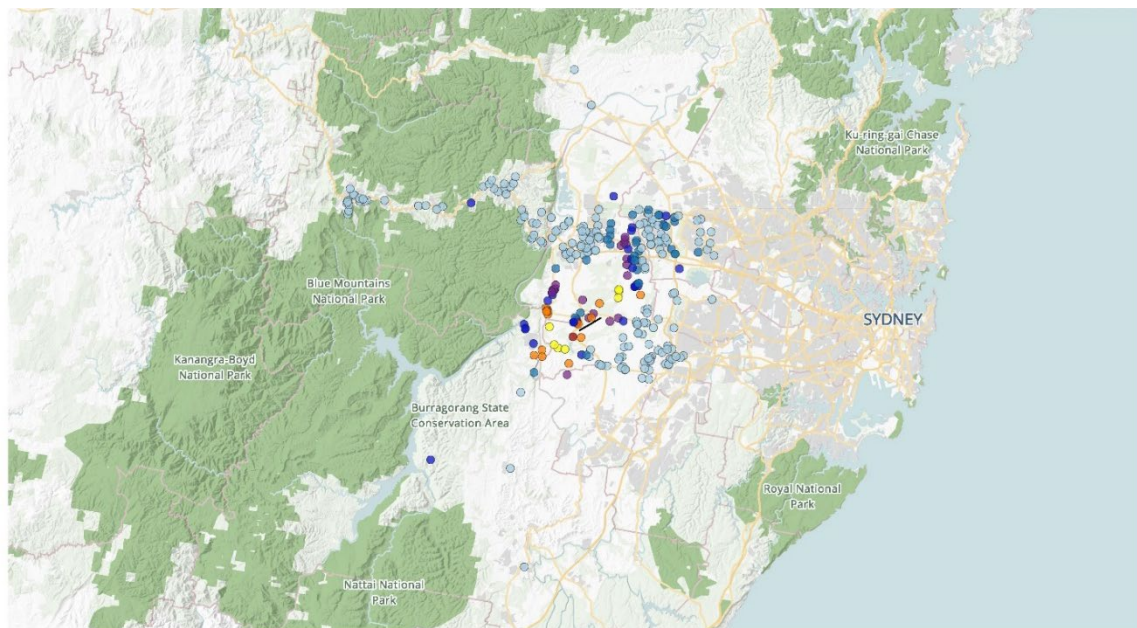 Ku-ring-gai Chase
National Park
Blue Mountains
National Park
SYDNEY
Kanangra-Boyd
National Park
Burragorang State
Conservation Area
Royal National
Park
Nattai National
Park